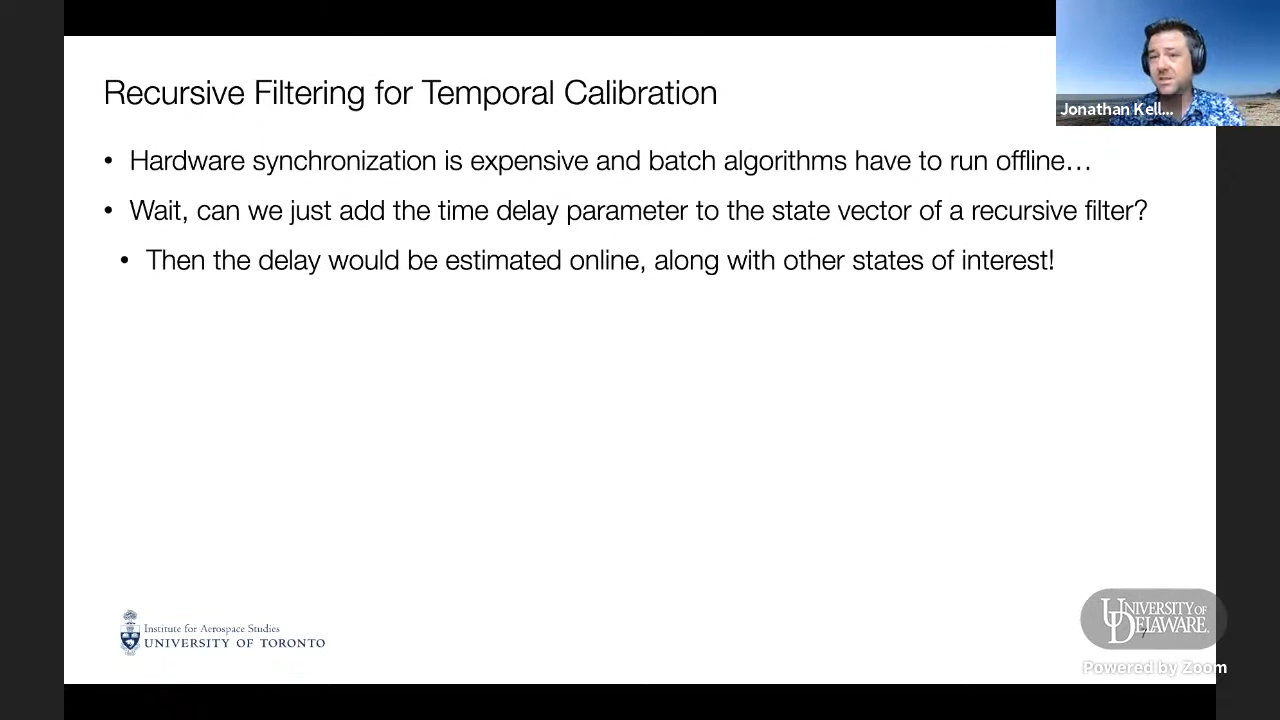 Recursive Filtering for Temporal Calibration
Jonathan Kell...
• Hardware synchronization is expensive and batch algorithms have to run offline…
• Wait, can we just add the time delay parameter to the state vector of a recursive filter?
• Then the delay would be estimated online, along with other states of interest!
Institute for Aerospace Studies
UNIVERSITY OF TORONTO
UNIVERSITY OF
DELAWARE.
Powered by Zoom